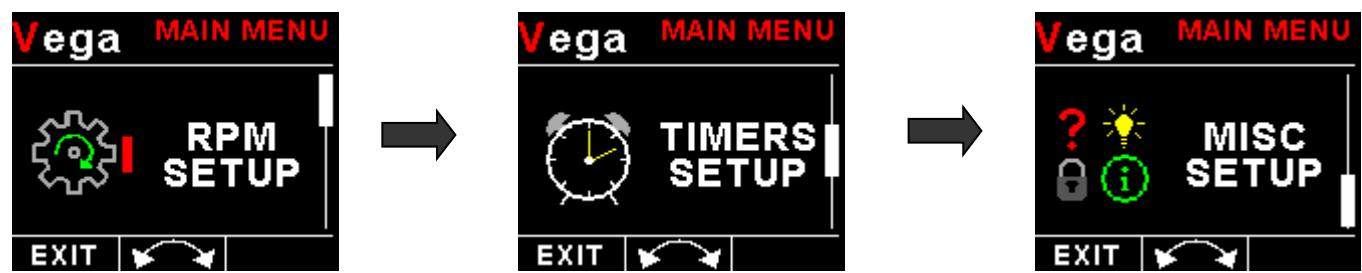 Vega MAIN MENU
RPM
SETUP
EXIT
Vega MAIN MENU
TIMERS
SETUP
EXIT
Vega MAIN MENU
? i
MISC
SETUP
EXIT